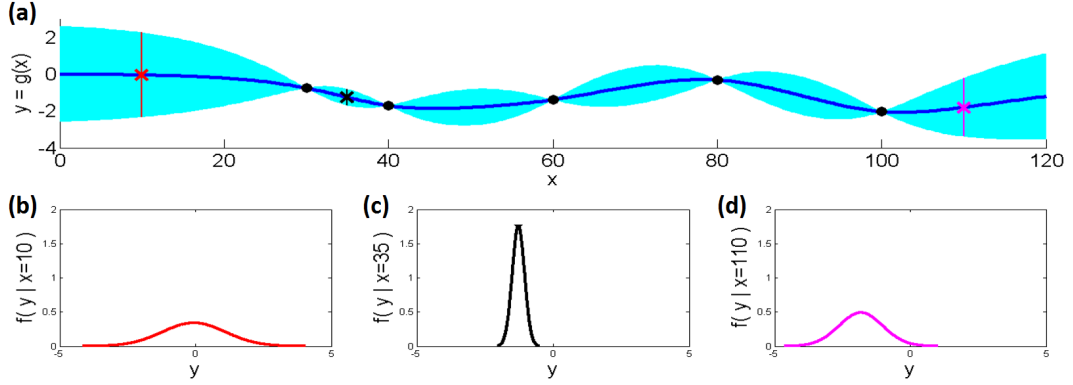 (a)
y = g(x)
2
0
-2
-4
0 20 40 60 80 100 120
x
(b)
f( y | x=10 )
2
1.5
1
0.5
0
-5 0 5
y
(c)
f( y | x=35 )
2
1.5
1
0.5
0
-5 0 5
y
(d)
f( y | x=110 )
2
1.5
1
0.5
0
-5 0 5
y